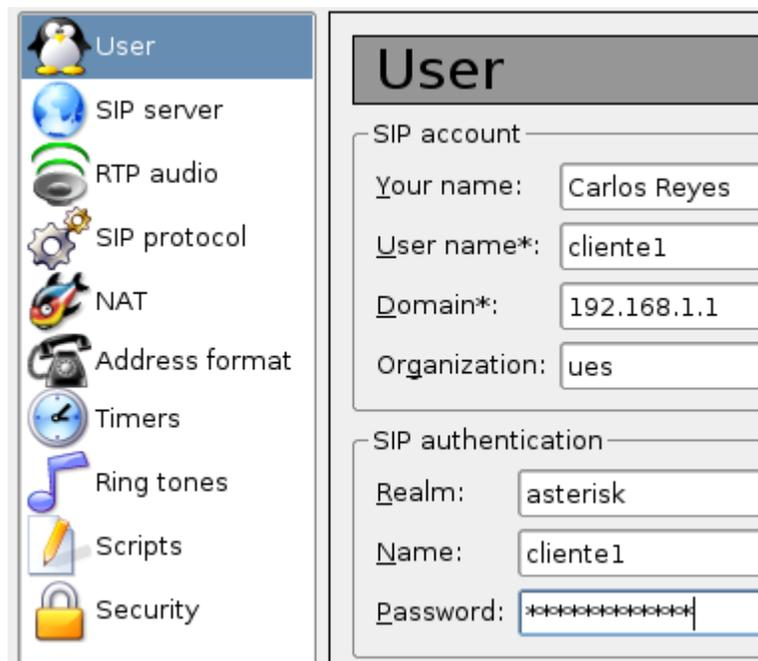 User
SIP server
RTP audio
SIP protocol
NAT
Address format
Timers
Ring tones
Scripts
Security
User
SIP account
Your name: Carlos Reyes
User name*: cliente1
Domain*: 192.168.1.1
Organization: ues
SIP authentication
Realm: asterisk
Name: cliente1
Password: *************